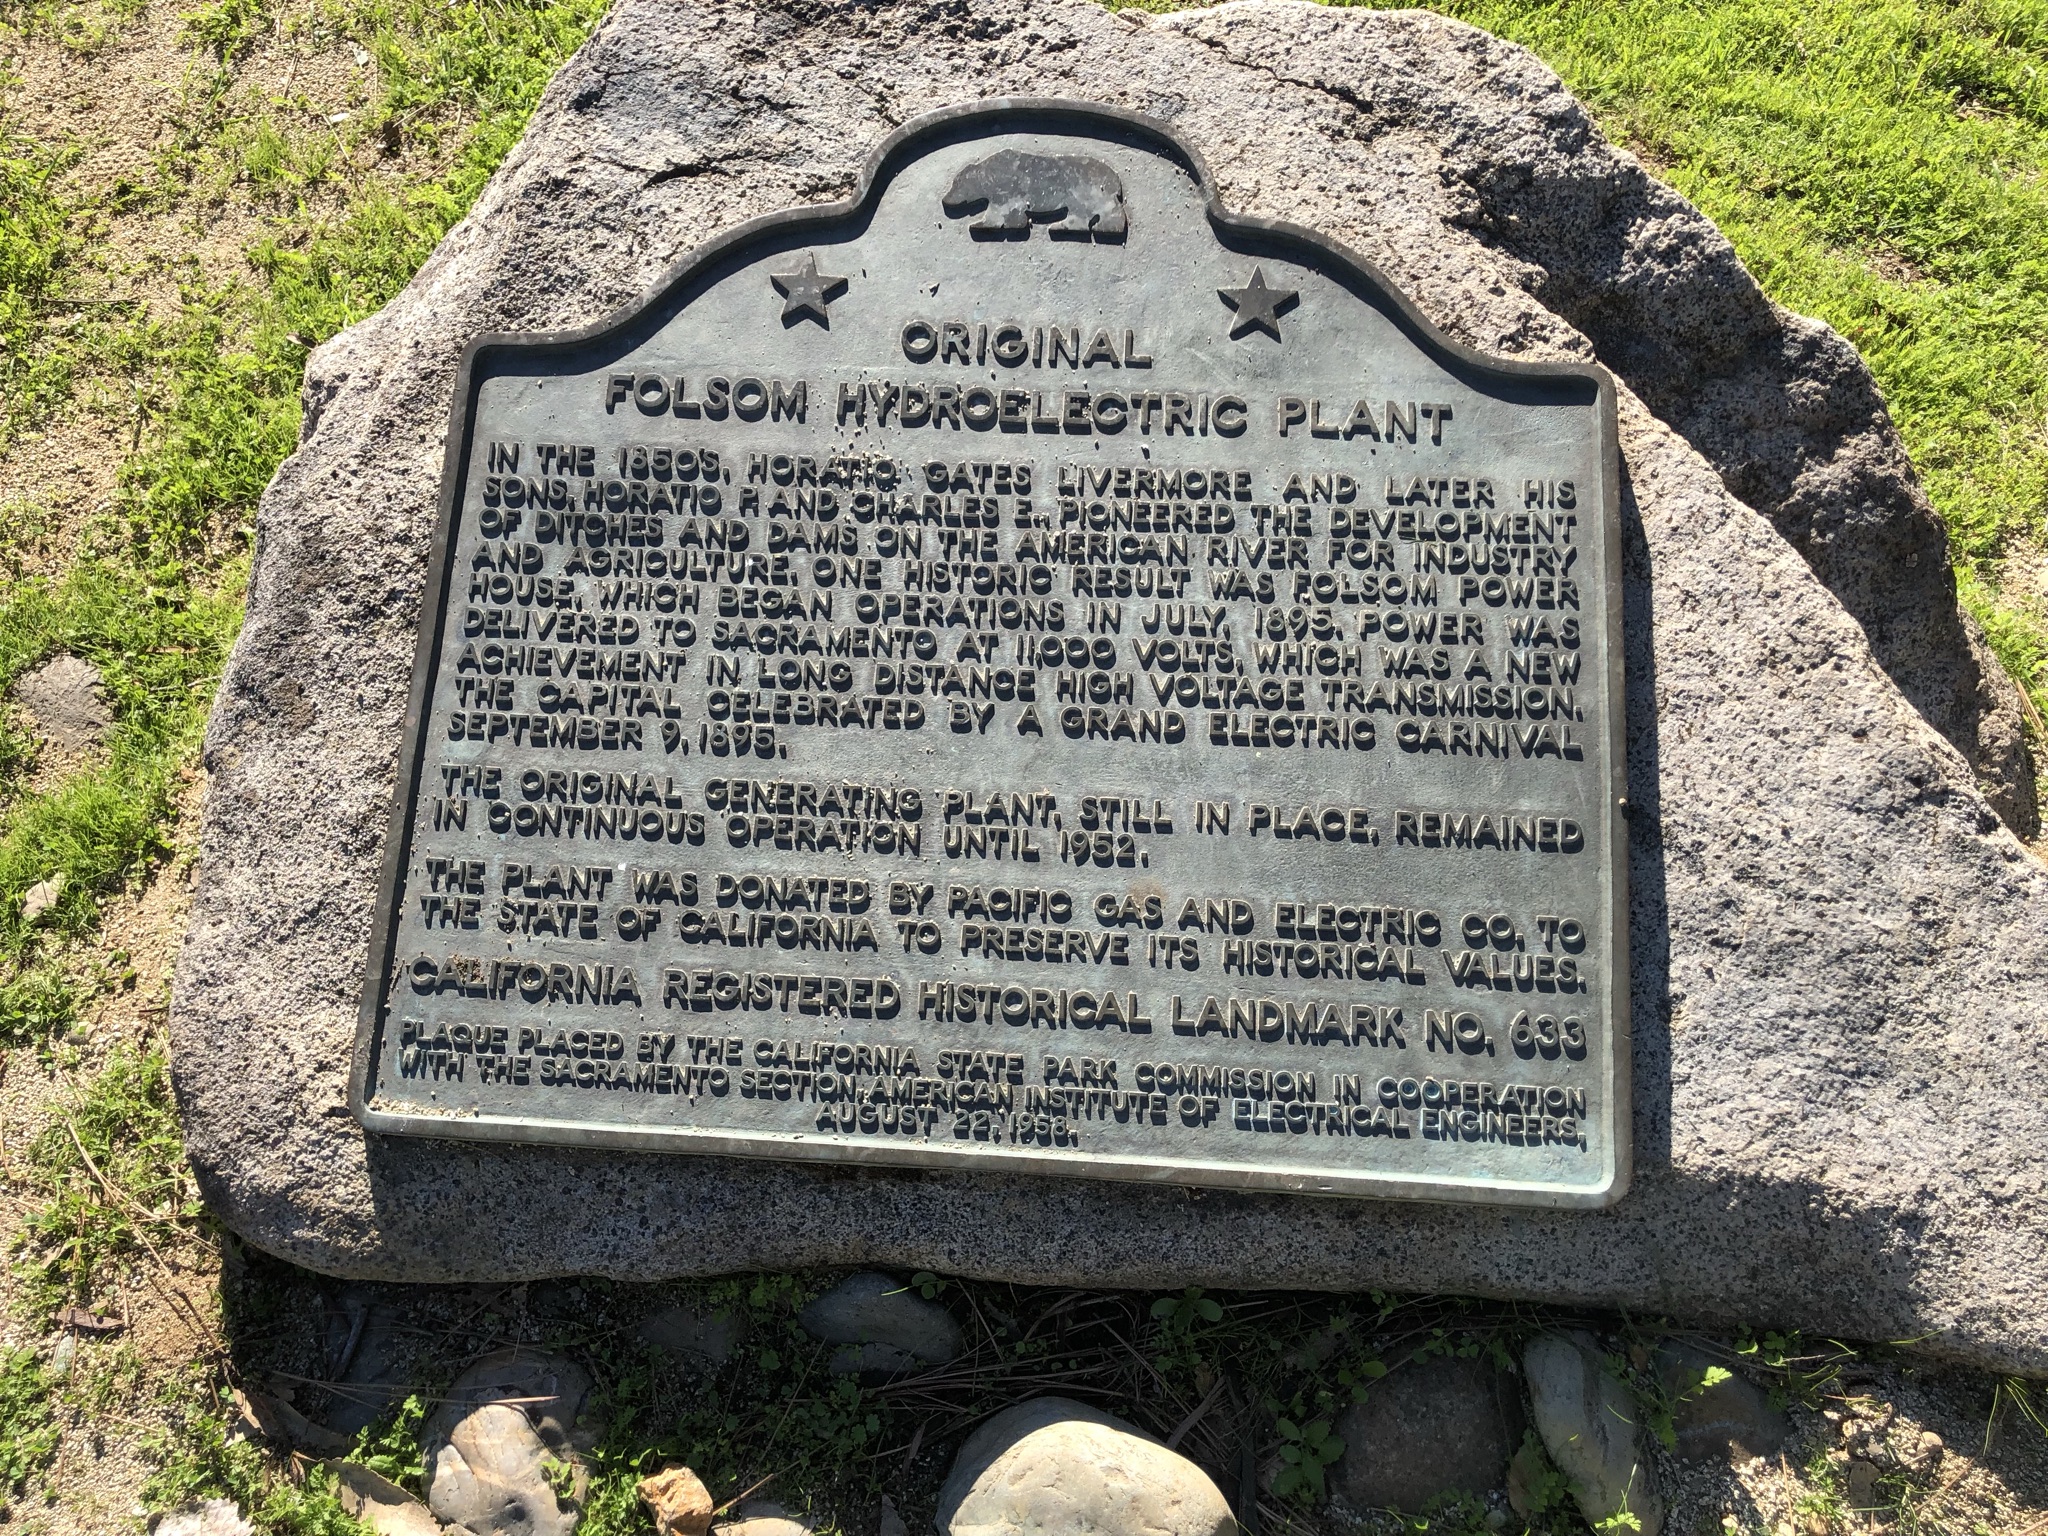 ORIGINAL
FOLSOM HYDROELECTRIC PLANT
IN THE 1850'S, HORATIO GATES LIVERMORE AND LATER HIS
SONS, HORATIO P. AND CHARLES E., PIONEERED THE DEVELOPMENT
OF DITCHES AND DAMS ON THE AMERICAN RIVER FOR INDUSTRY
AND AGRICULTURE. ONE HISTORIC RESULT WAS FOLSOM POWER
HOUSE, WHICH BEGAN OPERATIONS IN JULY, 1895. POWER WAS
DELIVERED TO SACRAMENTO AT 11,000 VOLTS, WHICH WAS A NEW
ACHIEVEMENT IN LONG DISTANCE HIGH VOLTAGE TRANSMISSION.
THE CAPITAL CELEBRATED BY A GRAND ELECTRIC CARNIVAL
SEPTEMBER 9, 1895.
THE ORIGINAL GENERATING PLANT, STILL IN PLACE, REMAINED
IN CONTINUOUS OPERATION UNTIL 1952.
THE PLANT WAS DONATED BY PACIFIC GAS AND ELECTRIC CO. TO
THE STATE OF CALIFORNIA TO PRESERVE ITS HISTORICAL VALUES.
CALIFORNIA REGISTERED HISTORICAL LANDMARK NO. 633
PLAQUE PLACED BY THE CALIFORNIA STATE PARK COMMISSION IN COOPERATION
WITH THE SACRAMENTO SECTION, AMERICAN INSTITUTE OF ELECTRICAL ENGINEERS.
AUGUST 22, 1958.